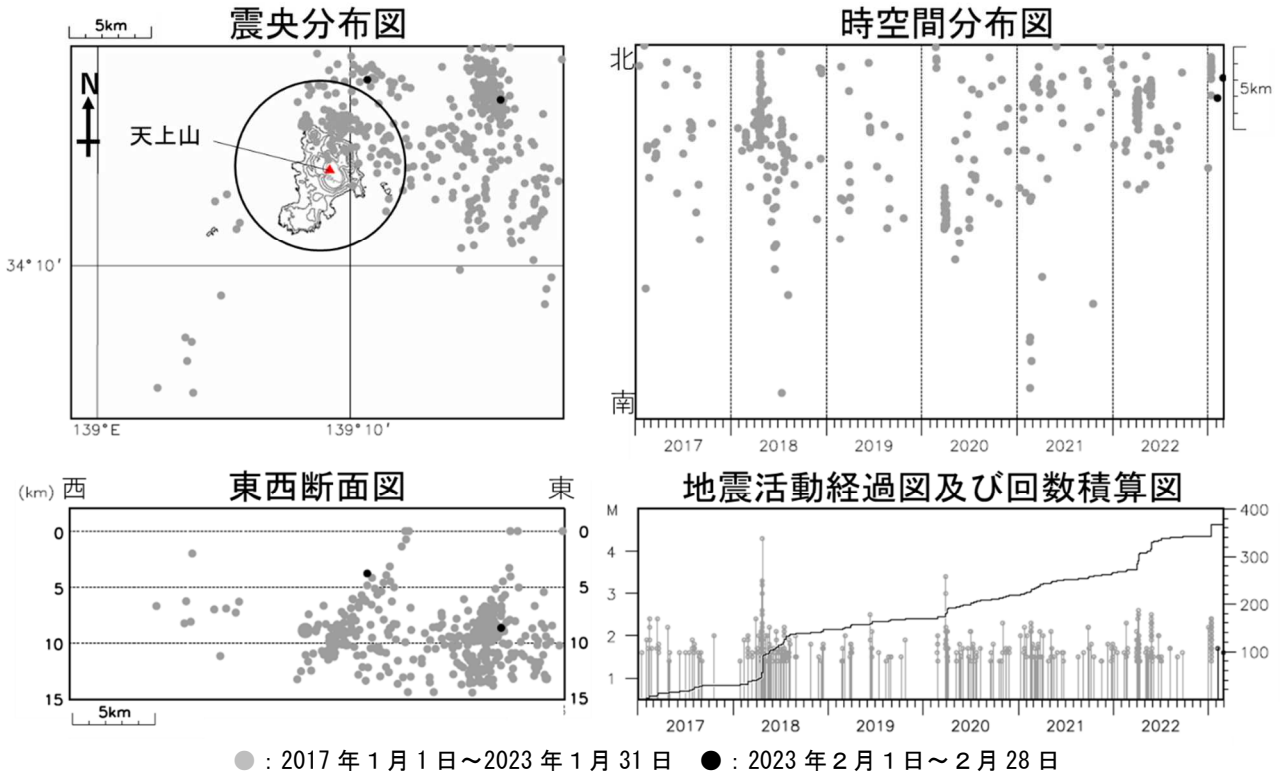 震央分布図
5km
N
天上山
34°10′
139°E
139°10′
時空間分布図
北
南
5km
2017
2018
2019
2020
2021
2022
東西断面図
(km)
西
東
0
5
10
15
0
5
10
15
5km
地震活動経過図及び回数積算図
M
4
3
2
1
400
300
200
100
2017
2018
2019
2020
2021
2022
：2017年1月1日～2023年1月31日
：2023年2月1日～2月28日